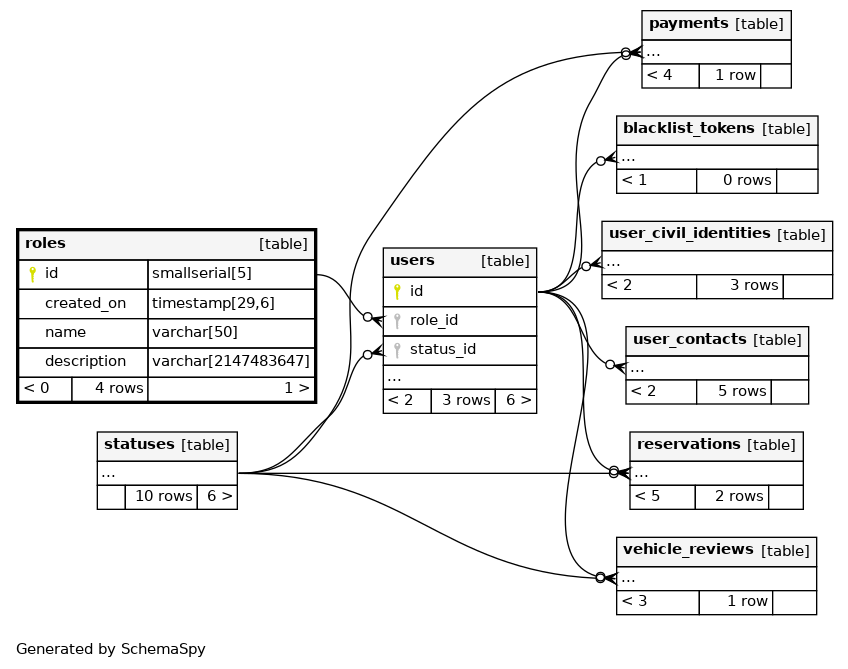 payments [table]
...
< 4 1 row
blacklist_tokens [table]
...
< 1 0 rows
user_civil_identities [table]
...
< 2 3 rows
roles [table]
id smallserial[5]
created_on timestamp[29,6]
name varchar[50]
description varchar[2147483647]
< 0 4 rows 1 >
users [table]
id
role_id
status_id
...
< 2 3 rows 6 >
user_contacts [table]
...
< 2 5 rows
statuses [table]
...
10 rows 6 >
reservations [table]
...
< 5 2 rows
vehicle_reviews [table]
...
< 3 1 row
Generated by SchemaSpy